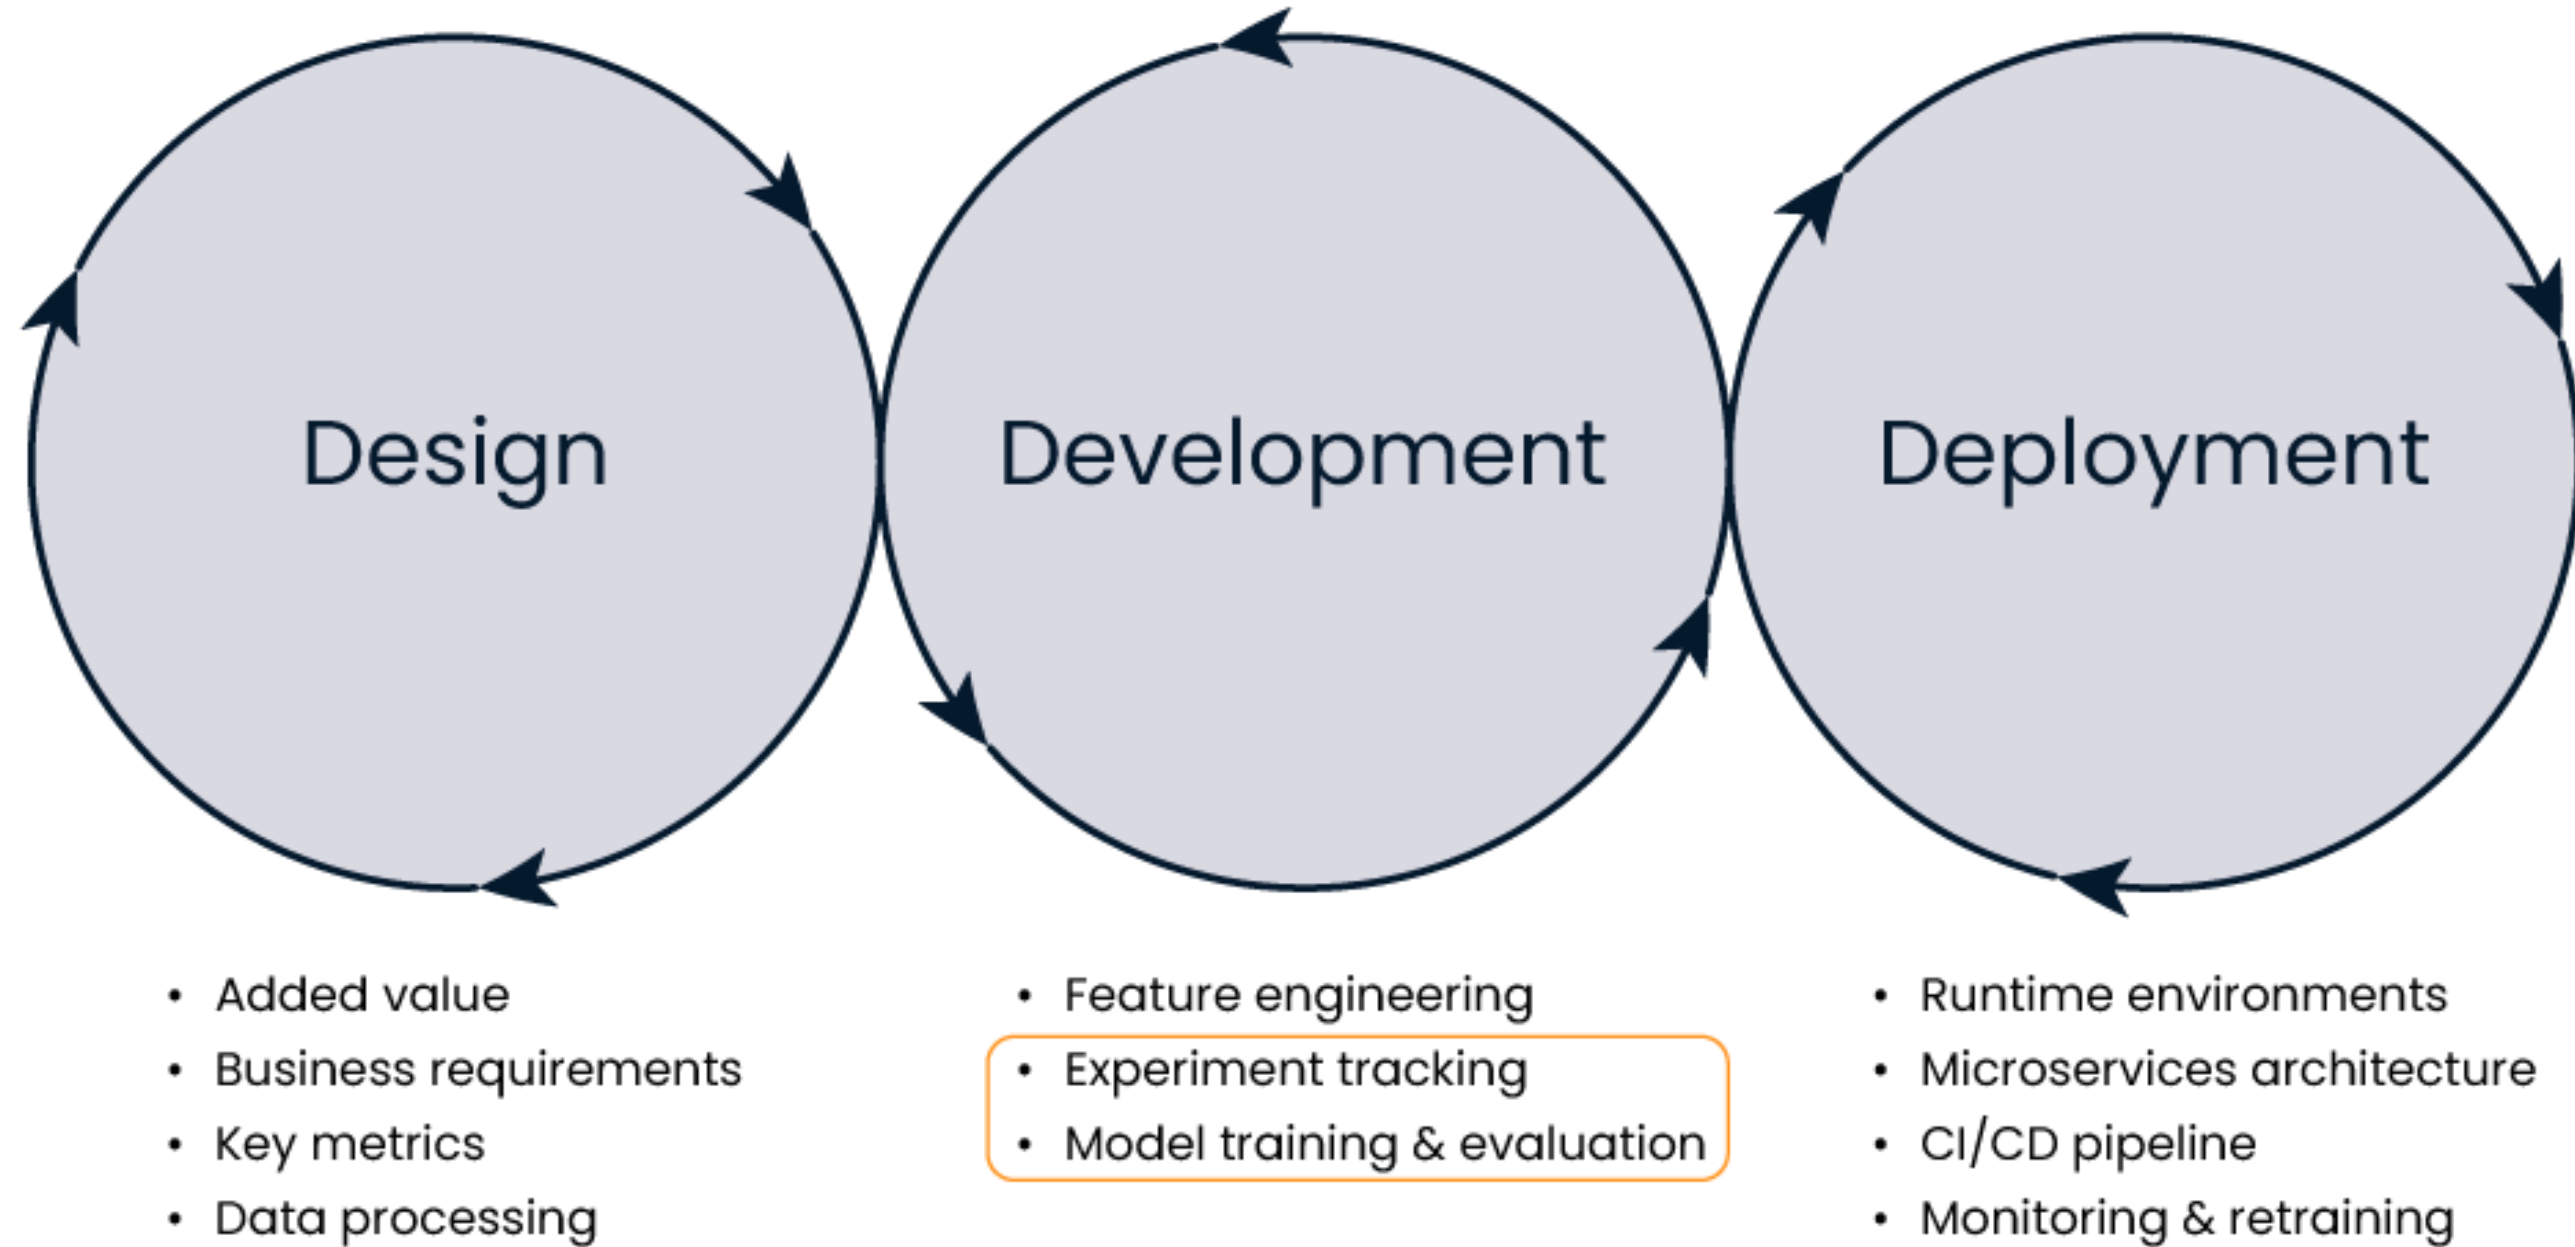 Design
Development
Deployment
• Added value
• Business requirements
• Key metrics
• Data processing
• Feature engineering
• Experiment tracking
• Model training & evaluation
• Runtime environments
• Microservices architecture
• CI/CD pipeline
• Monitoring & retraining